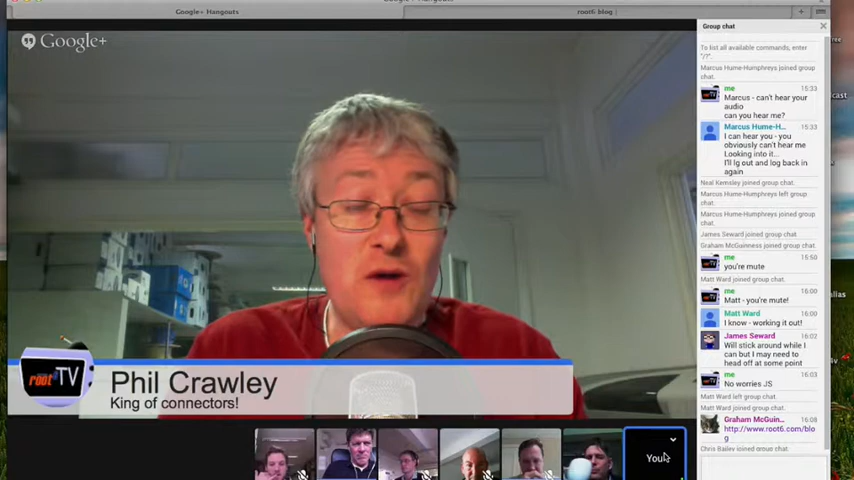 Google+ Hangouts
root6 blog
Google+ Hangouts
Google+
Group chat
To list all available commands, enter
"/?"
Marcus Hume-Humphreys joined group
chat.
me 15:33
Marcus - can't hear your
audio
can you hear me?
Marcus Hume-H... 15:33
I can hear you - you
obviously can't hear me
Looking into it...
I'll lg out and log back in
again
Neal Kemsley joined group chat.
Marcus Hume-Humphreys left group
chat.
Marcus Hume-Humphreys joined group
chat.
James Seward joined group chat.
Graham McGuinness joined group chat.
me 15:50
you're mute
Matt Ward joined group chat.
me 16:00
Matt - you're mute!
Matt Ward 16:00
I know - working it out!
James Seward 16:02
Will stick around while I
can but I may need to
head off at some point
me 16:03
No worries JS
Matt Ward left group chat.
Matt Ward joined group chat.
Graham McGuin... 16:08
http://www.root6.com/blo
g
Chris Bailey joined group chat.
root TV
Phil Crawley
King of connectors!
You